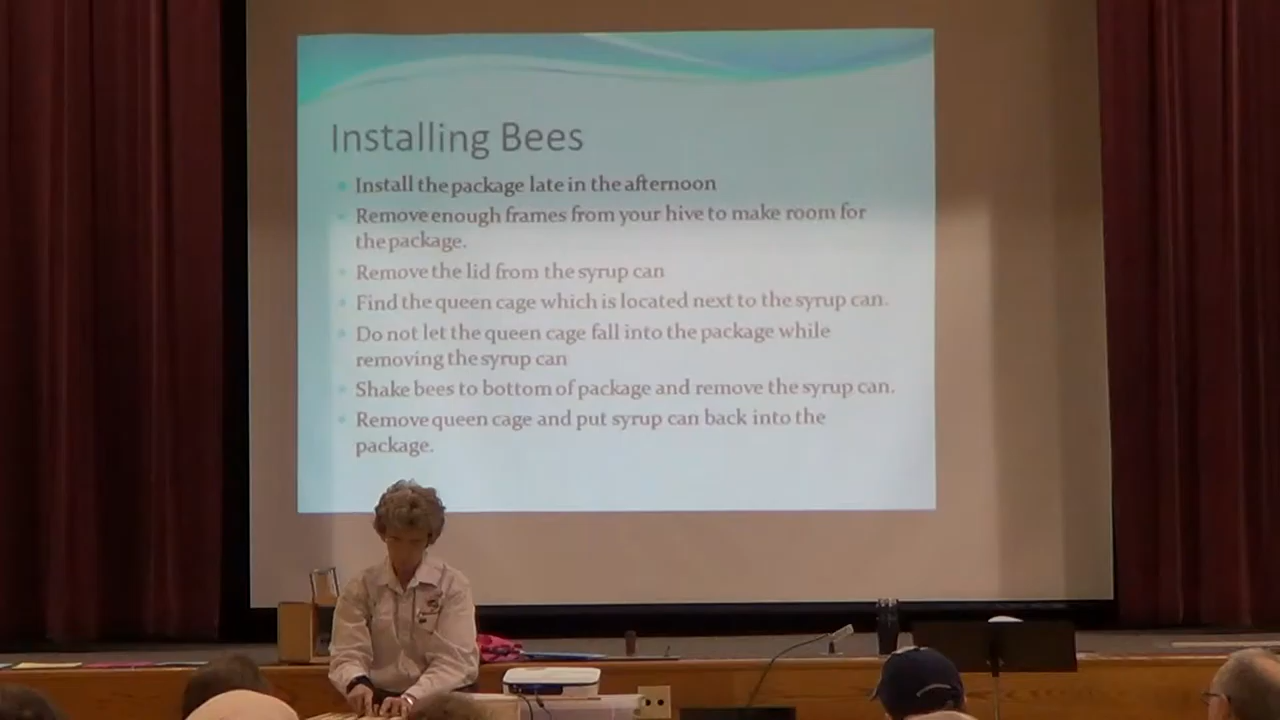 Installing Bees
Install the package late in the afternoon
Remove enough frames from your hive to make room for
the package.
Remove the lid from the syrup can
Find the queen cage which is located next to the syrup can.
Do not let the queen cage fall into the package while
removing the syrup can
Shake bees to bottom of package and remove the syrup can.
Remove queen cage and put syrup can back into the
package.